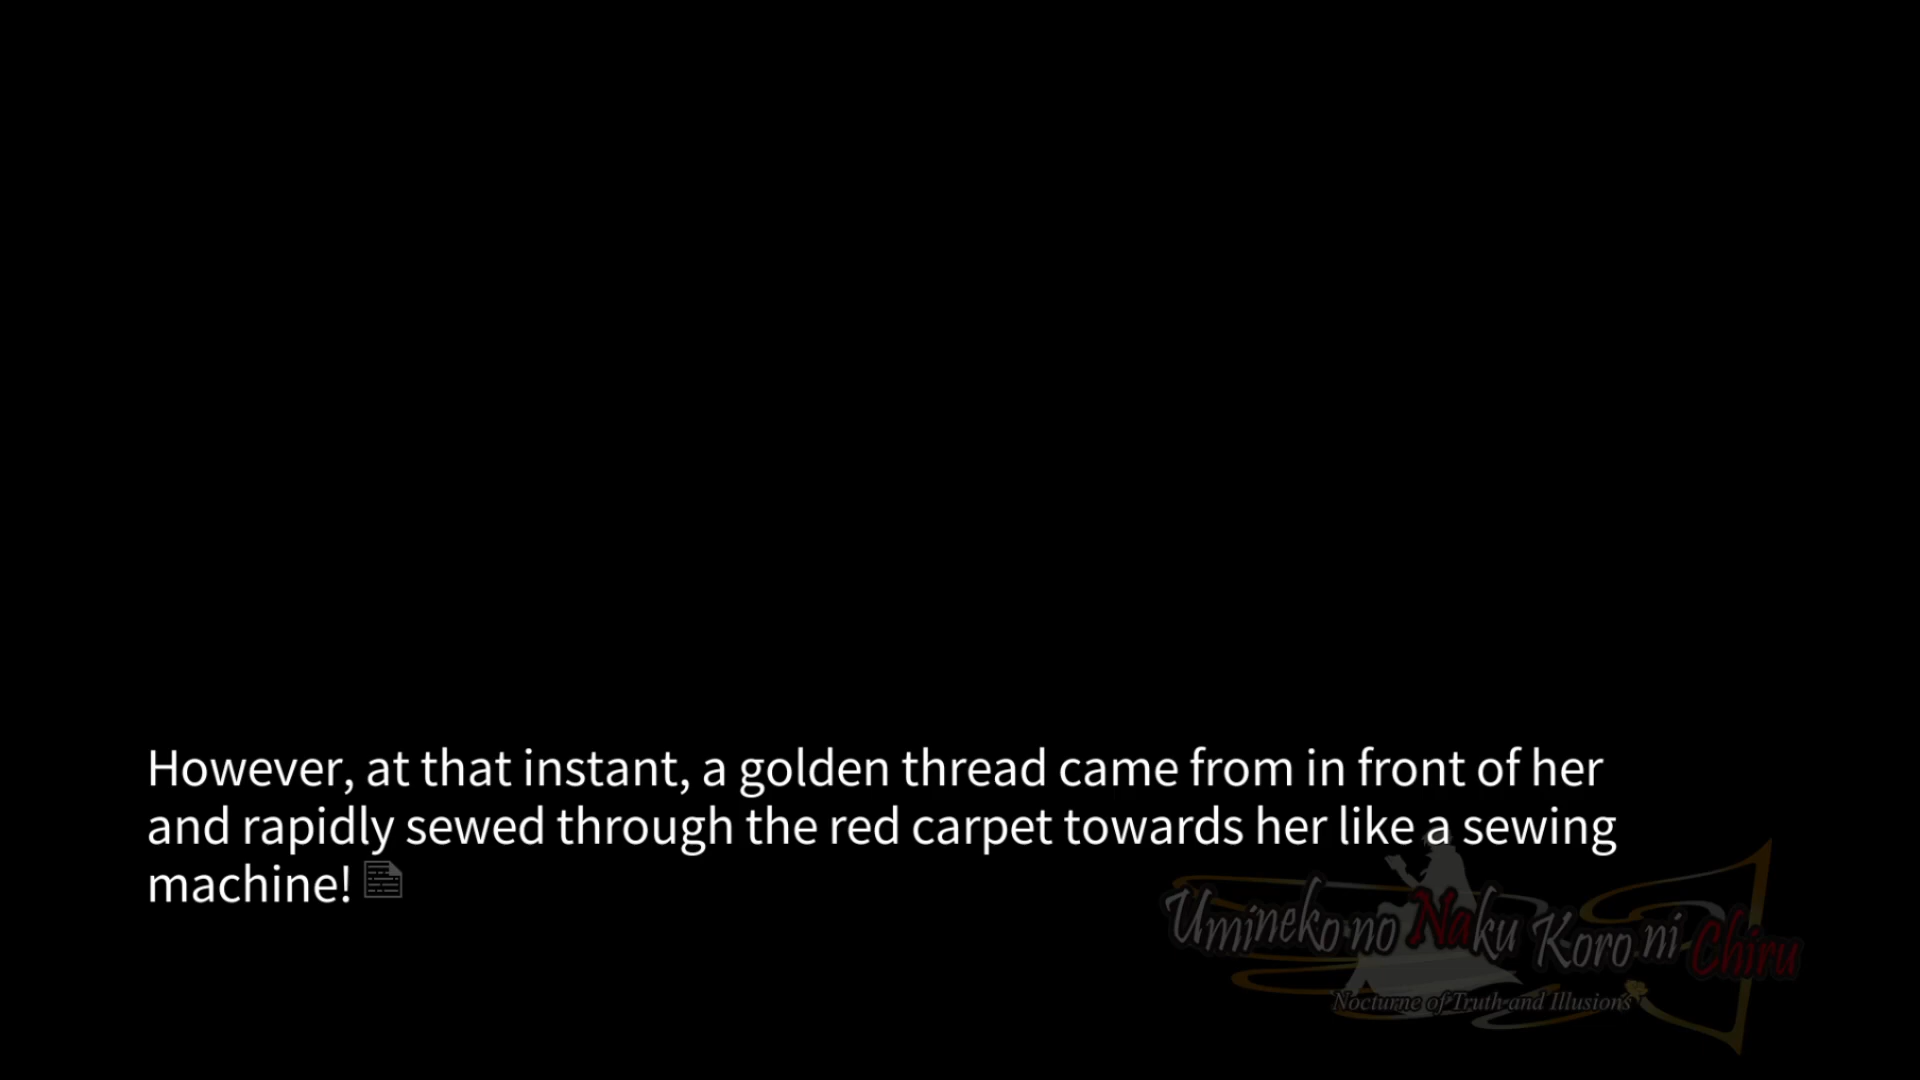 However, at that instant, a golden thread came from in front of her
and rapidly sewed through the red carpet towards her like a sewing
machine!
Umineko no Naku Koro ni Chiru
Nocturne of Truth and Illusions